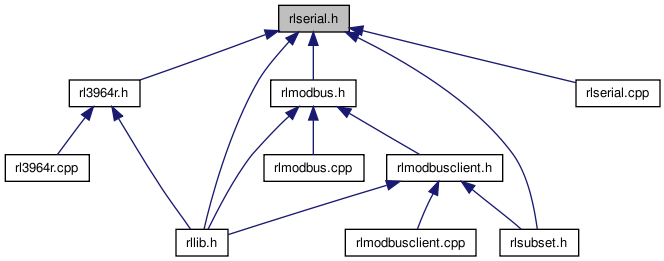 rlserial.h
rl3964r.h
rlmodbus.h
rlserial.cpp
rl3964r.cpp
rlmodbus.cpp
rlmodbusclient.h
rllib.h
rlmodbusclient.cpp
rlsubset.h